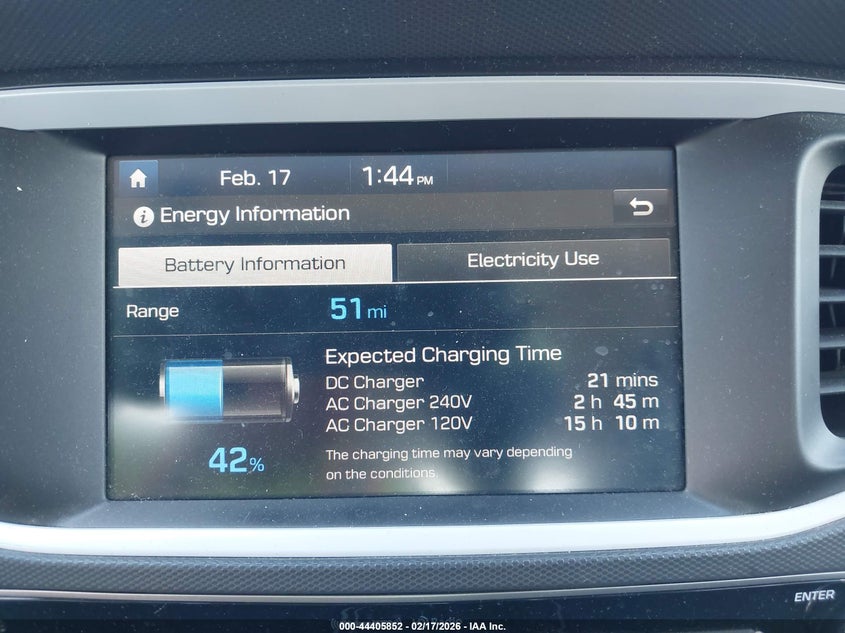 Feb. 17 1:44 PM
Energy Information
Battery Information Electricity Use
Range 51 mi
Expected Charging Time
DC Charger 21 mins
AC Charger 240V 2 h 45 m
AC Charger 120V 15 h 10 m
42%
The charging time may vary depending
on the conditions.
ENTER
000-44405852 - 02/17/2026 - IAA Inc.